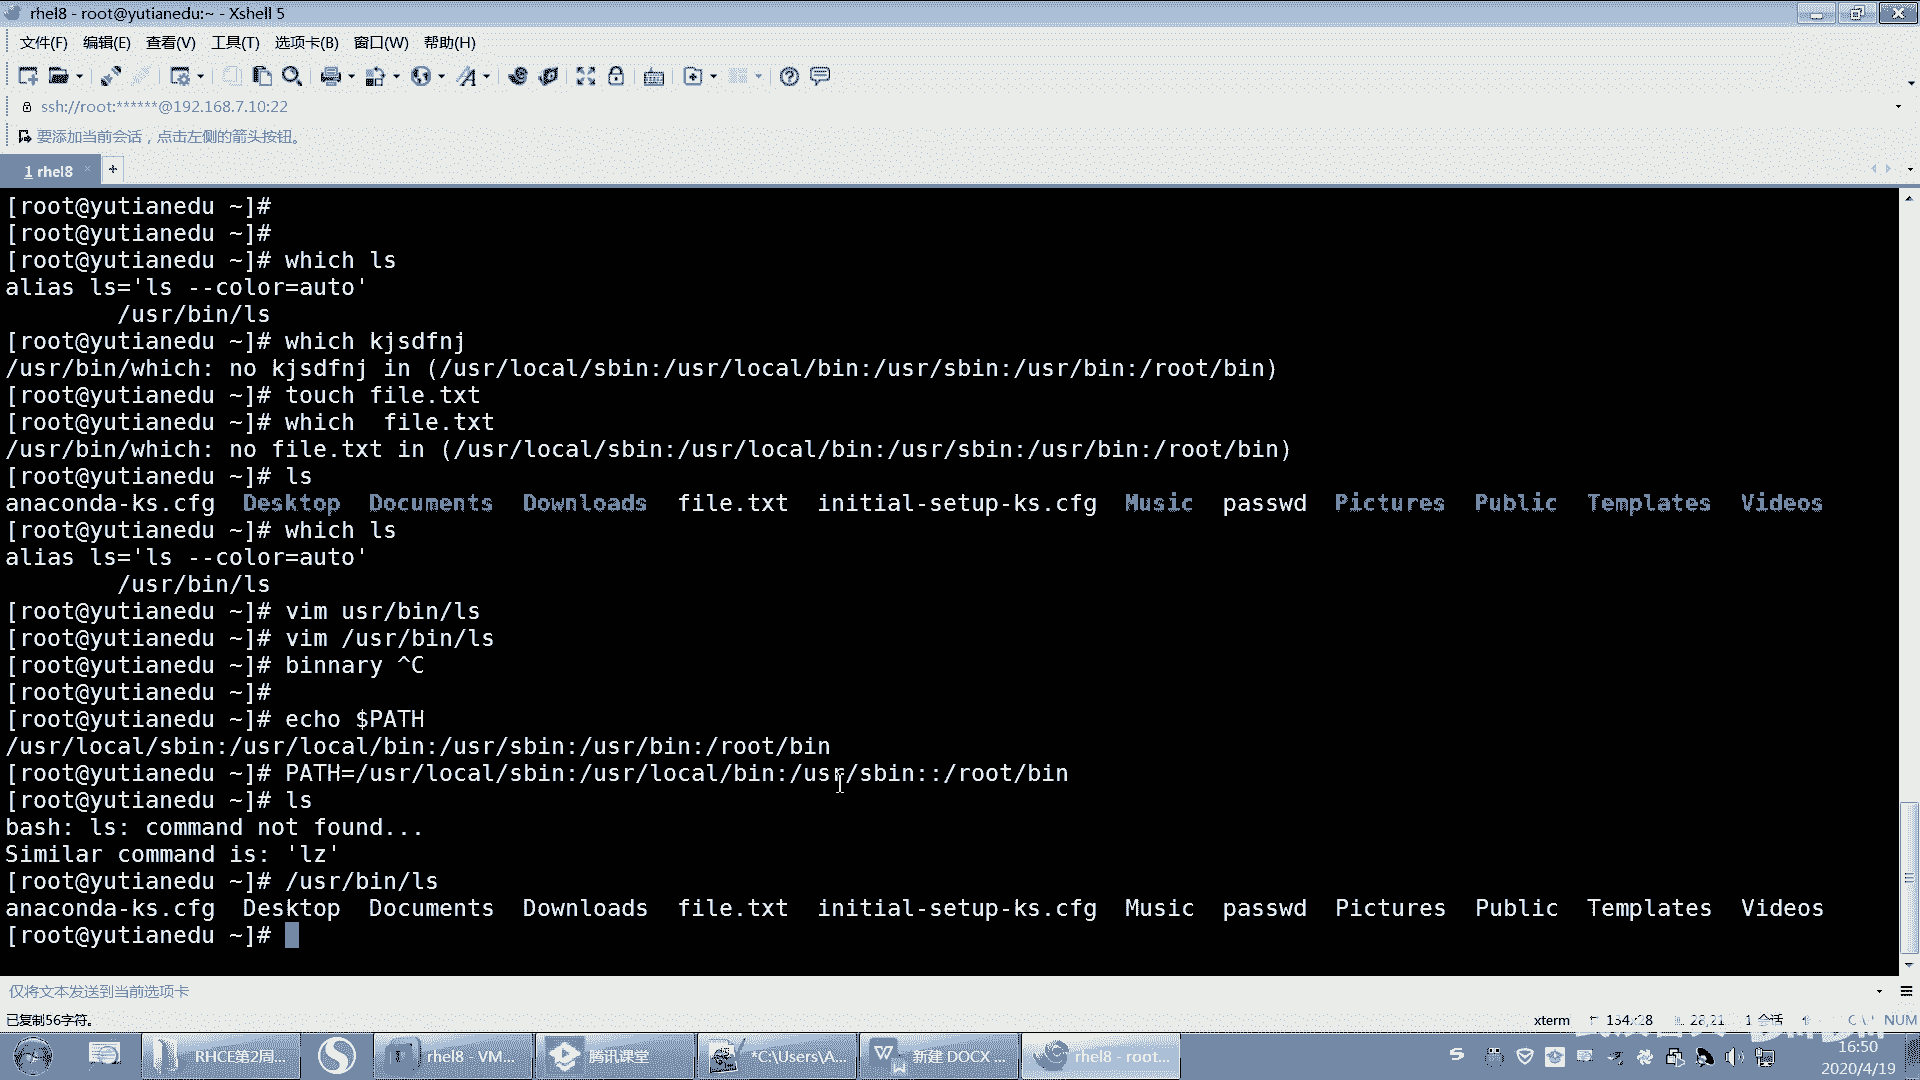 rhel8 - root@yutianedu:~ - Xshell 5
文件(F) 编辑(E) 查看(V) 工具(T) 选项卡(B) 窗口(W) 帮助(H)
ssh://root:******@192.168.7.10:22
要添加当前会话，点击左侧的箭头按钮。
1 rhel8
[root@yutianedu ~]#
[root@yutianedu ~]#
[root@yutianedu ~]# which ls
alias ls='ls --color=auto'
        /usr/bin/ls
[root@yutianedu ~]# which kjsdfnj
/usr/bin/which: no kjsdfnj in (/usr/local/sbin:/usr/local/bin:/usr/sbin:/usr/bin:/root/bin)
[root@yutianedu ~]# touch file.txt
[root@yutianedu ~]# which  file.txt
/usr/bin/which: no file.txt in (/usr/local/sbin:/usr/local/bin:/usr/sbin:/usr/bin:/root/bin)
[root@yutianedu ~]# ls
anaconda-ks.cfg  Desktop  Documents  Downloads  file.txt  initial-setup-ks.cfg  Music  passwd  Pictures  Public  Templates  Videos
[root@yutianedu ~]# which ls
alias ls='ls --color=auto'
        /usr/bin/ls
[root@yutianedu ~]# vim usr/bin/ls
[root@yutianedu ~]# vim /usr/bin/ls
[root@yutianedu ~]# binnary ^C
[root@yutianedu ~]#
[root@yutianedu ~]# echo $PATH
/usr/local/sbin:/usr/local/bin:/usr/sbin:/usr/bin:/root/bin
[root@yutianedu ~]# PATH=/usr/local/sbin:/usr/local/bin:/usr/sbin::/root/bin
[root@yutianedu ~]# ls
bash: ls: command not found...
Similar command is: 'lz'
[root@yutianedu ~]# /usr/bin/ls
anaconda-ks.cfg  Desktop  Documents  Downloads  file.txt  initial-setup-ks.cfg  Music  passwd  Pictures  Public  Templates  Videos
[root@yutianedu ~]#
仅将文本发送到当前选项卡
已复制56字符。 xterm 134x28 28,21 1 会话 NUM
RHCE第2周... rhel8 - VM... 腾讯课堂 *C:\Users\A... 新建 DOCX ... rhel8 - root...
16:50
2020/4/19